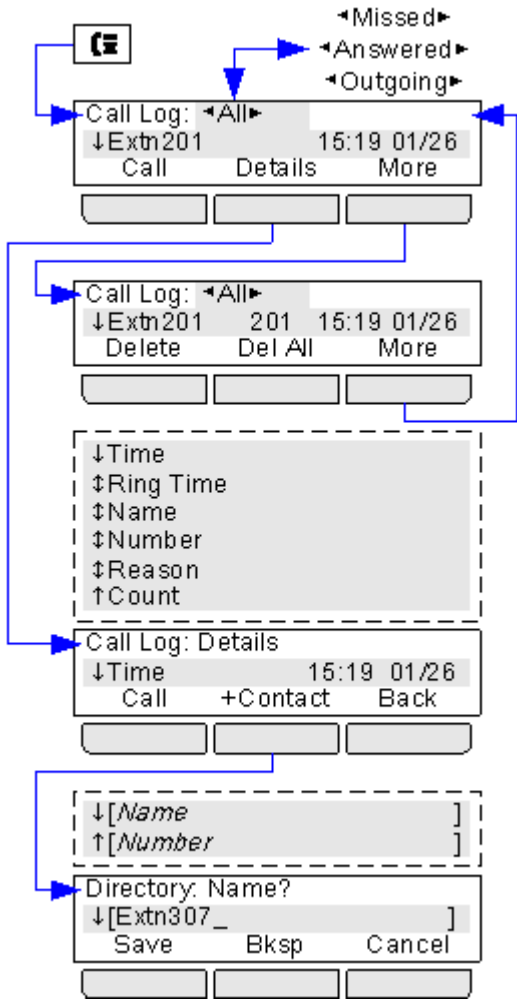 ◂Missed▸
◂Answered▸
◂Outgoing▸
Call Log: ◂All▸
↓Extn201 15:19 01/26
Call Details More
Call Log: ◂All▸
↓Extn201 201 15:19 01/26
Delete Del All More
↓Time
↕Ring Time
↕Name
↕Number
↕Reason
↑Count
Call Log: Details
↓Time 15:19 01/26
Call +Contact Back
↓[Name ]
↑[Number ]
Directory: Name?
↓[Extn307_ ]
Save Bksp Cancel